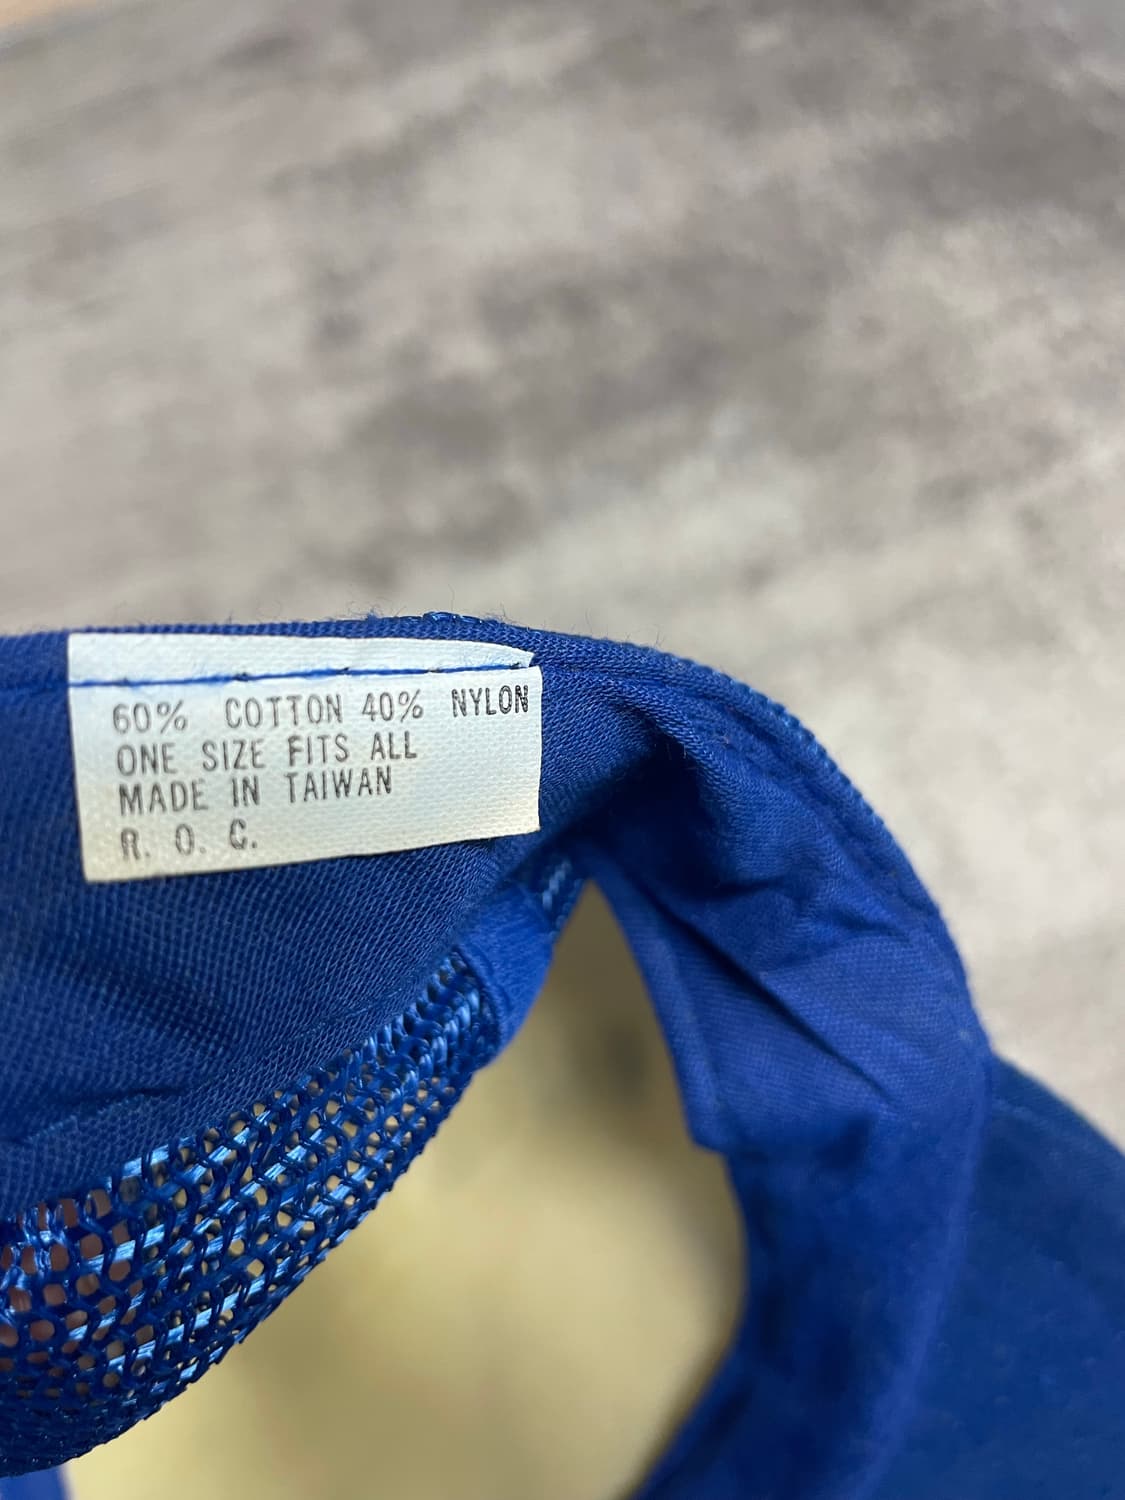 60% COTTON 40% NYLON
ONE SIZE FITS ALL
MADE IN TAIWAN
R. O. C.